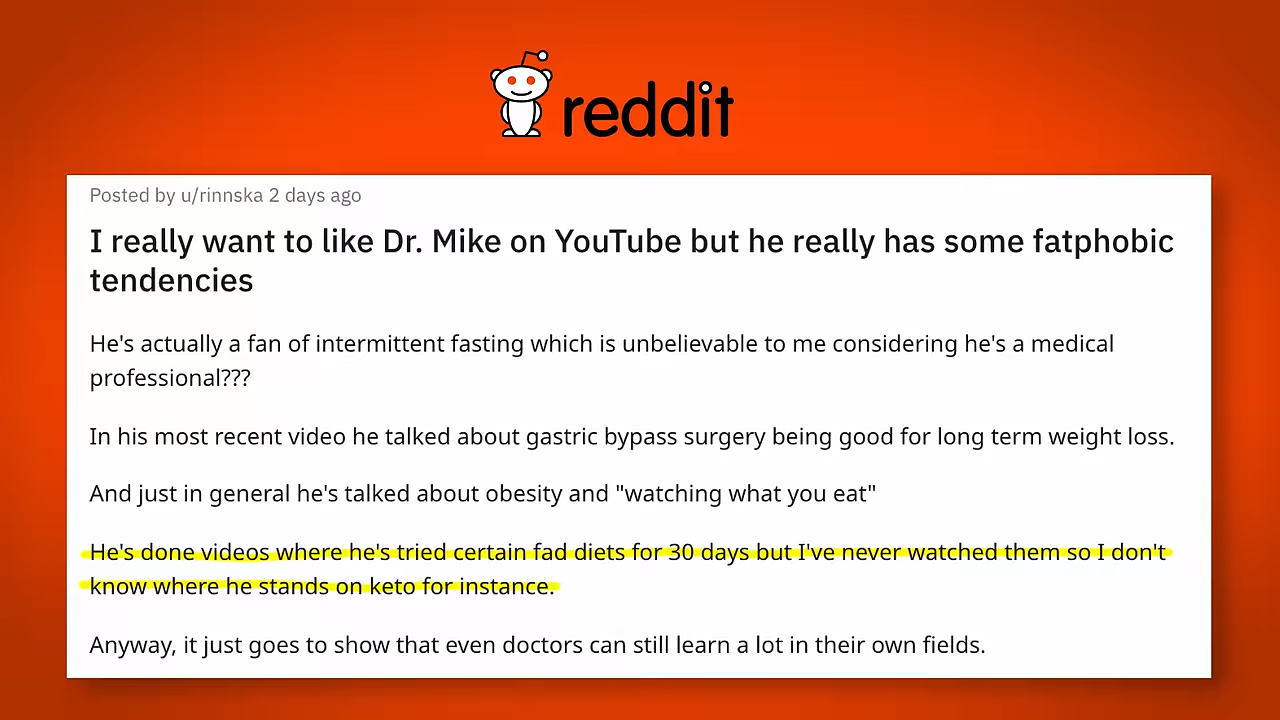 reddit
Posted by u/rinnska 2 days ago
I really want to like Dr. Mike on YouTube but he really has some fatphobic
tendencies
He's actually a fan of intermittent fasting which is unbelievable to me considering he's a medical
professional???
In his most recent video he talked about gastric bypass surgery being good for long term weight loss.
And just in general he's talked about obesity and "watching what you eat"
He's done videos where he's tried certain fad diets for 30 days but I've never watched them so I don't
know where he stands on keto for instance.
Anyway, it just goes to show that even doctors can still learn a lot in their own fields.